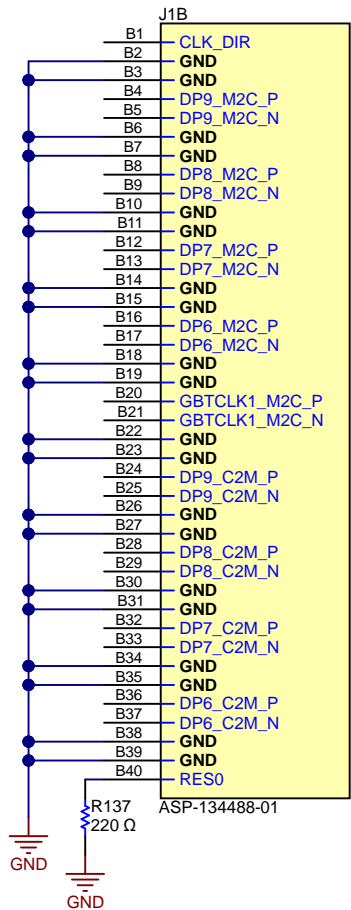 J1B
B1 CLK_DIR
B2 GND
B3 GND
B4 DP9_M2C_P
B5 DP9_M2C_N
B6 GND
B7 GND
B8 DP8_M2C_P
B9 DP8_M2C_N
B10 GND
B11 GND
B12 DP7_M2C_P
B13 DP7_M2C_N
B14 GND
B15 GND
B16 DP6_M2C_P
B17 DP6_M2C_N
B18 GND
B19 GND
B20 GBTCLK1_M2C_P
B21 GBTCLK1_M2C_N
B22 GND
B23 GND
B24 DP9_C2M_P
B25 DP9_C2M_N
B26 GND
B27 GND
B28 DP8_C2M_P
B29 DP8_C2M_N
B30 GND
B31 GND
B32 DP7_C2M_P
B33 DP7_C2M_N
B34 GND
B35 GND
B36 DP6_C2M_P
B37 DP6_C2M_N
B38 GND
B39 GND
B40 RES0
R137 ASP-134488-01
220 Ω
GND
GND